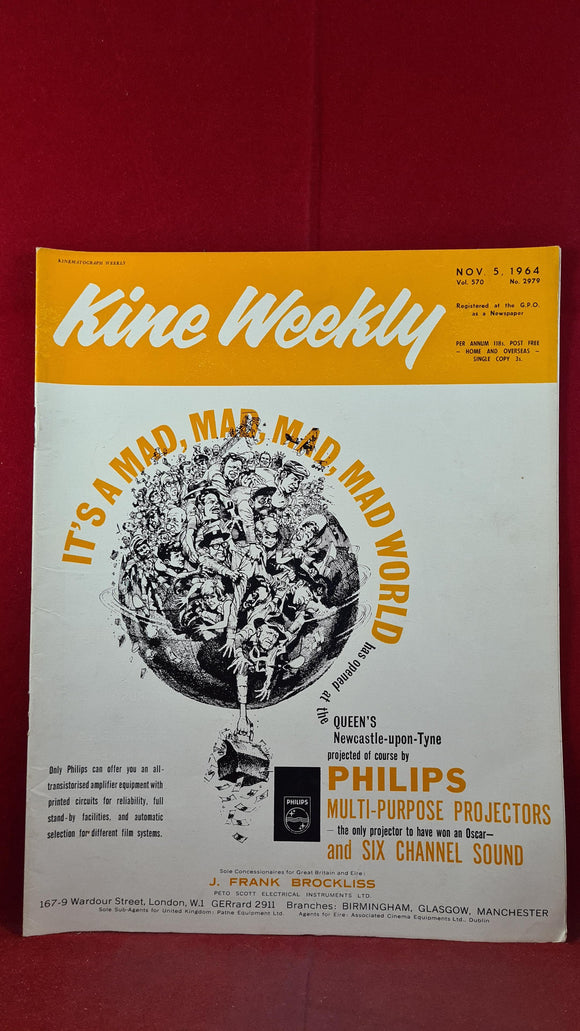 KINEMATOGRAPH WEEKLY
NOV. 5, 1964
Vol. 570 No. 2979
Kine Weekly
Registered at the G.P.O.
as a Newspaper
PER ANNUM 118s. POST FREE
— HOME AND OVERSEAS —
SINGLE COPY 3s.
IT'S A MAD, MAD, MAD, MAD WORLD
has opened at the
QUEEN'S
Newcastle-upon-Tyne
projected of course by
PHILIPS
MULTI-PURPOSE PROJECTORS
— the only projector to have won an Oscar—
and SIX CHANNEL SOUND
PHILIPS
Only Philips can offer you an all-
transistorised amplifier equipment with
printed circuits for reliability, full
stand-by facilities, and automatic
selection for different film systems.
Sole Concessionaires for Great Britain and Eire:
J. FRANK BROCKLISS
PETO SCOTT ELECTRICAL INSTRUMENTS LTD.
167-9 Wardour Street, London, W.1 GERrard 2911 Branches: BIRMINGHAM, GLASGOW, MANCHESTER
Sole Sub-Agents for United Kingdom: Pathe Equipment Ltd. Agents for Eire: Associated Cinema Equipments Ltd., Dublin